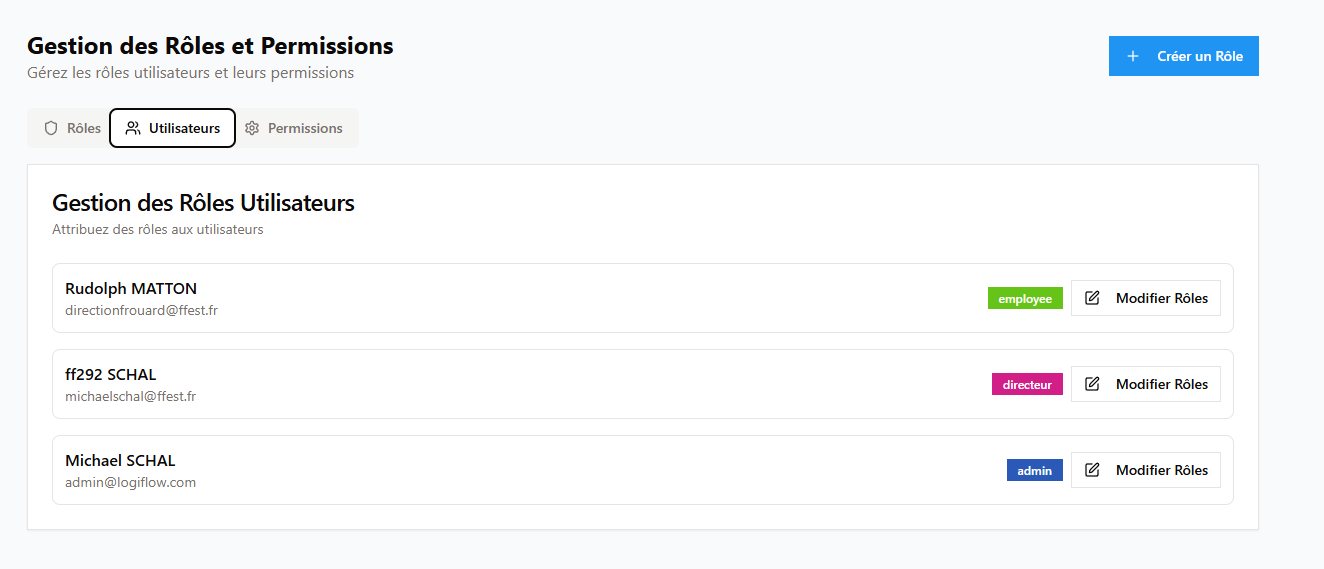 Gestion des Rôles et Permissions
Gérez les rôles utilisateurs et leurs permissions
Créer un Rôle
Rôles
Utilisateurs
Permissions
Gestion des Rôles Utilisateurs
Attribuez des rôles aux utilisateurs
Rudolph MATTON
directionfrouard@ffest.fr
employee
Modifier Rôles
ff292 SCHAL
michaelschal@ffest.fr
directeur
Modifier Rôles
Michael SCHAL
admin@logiflow.com
admin
Modifier Rôles